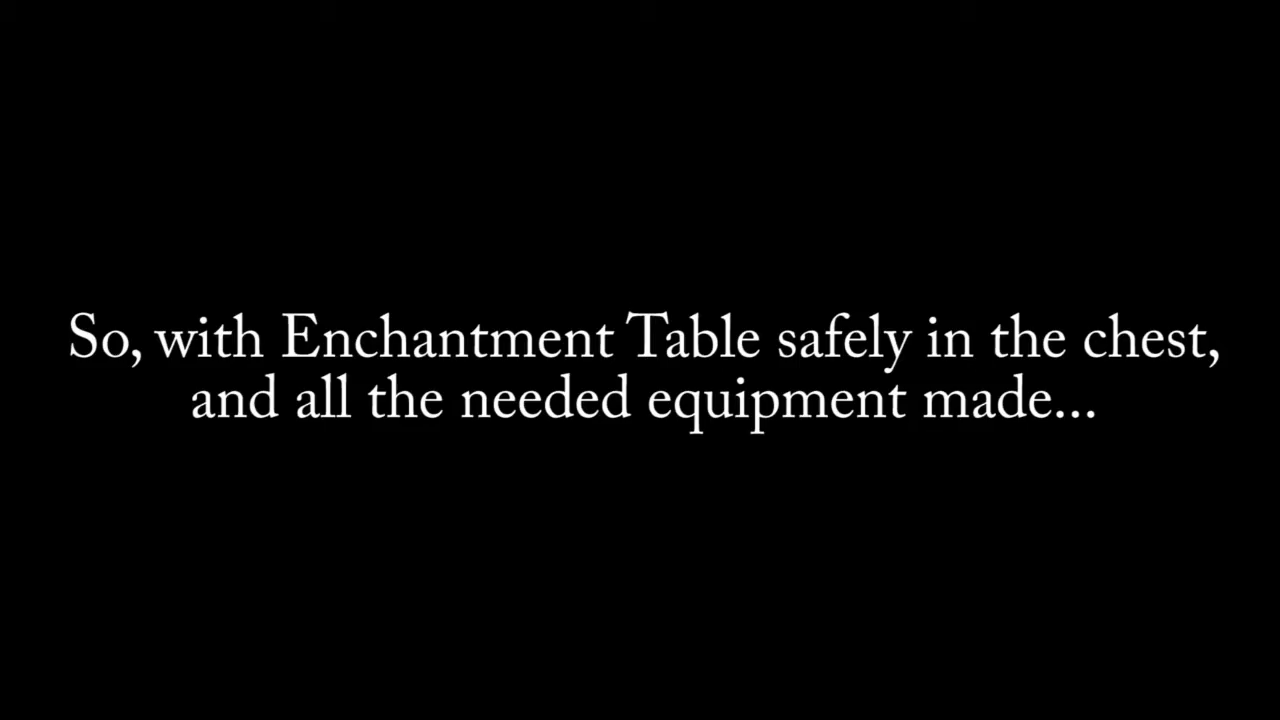 So, with Enchantment Table safely in the chest,
and all the needed equipment made...